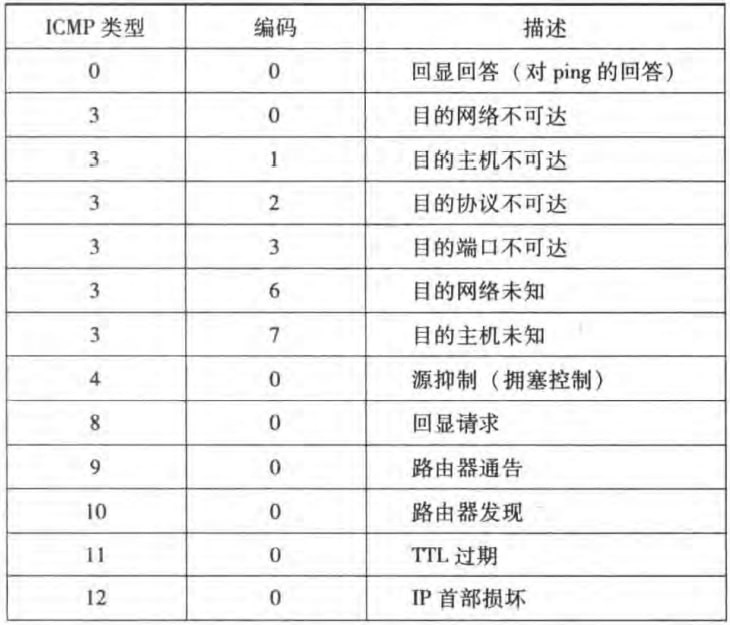 ICMP 类型 编码 描述
0 0 回显回答（对 ping 的回答）
3 0 目的网络不可达
3 1 目的主机不可达
3 2 目的协议不可达
3 3 目的端口不可达
3 6 目的网络未知
3 7 目的主机未知
4 0 源抑制（拥塞控制）
8 0 回显请求
9 0 路由器通告
10 0 路由器发现
11 0 TTL 过期
12 0 IP 首部损坏